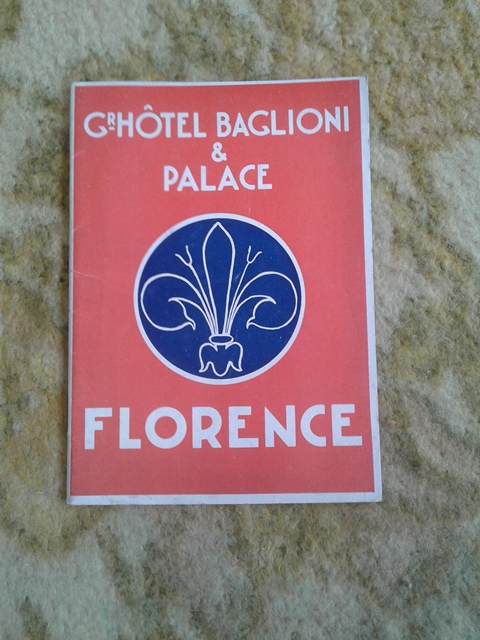 GR HÔTEL BAGLIONI
&
PALACE
FLORENCE